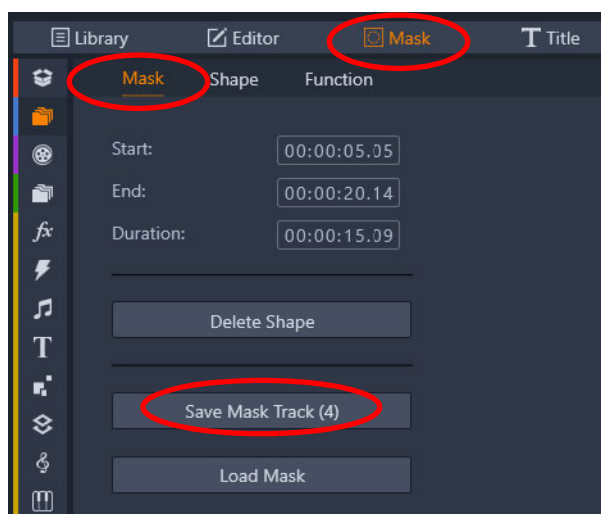 Library Editor Mask Title
Mask Shape Function
Start: 00:00:05.05
End: 00:00:20.14
Duration: 00:00:15.09
Delete Shape
Save Mask Track (4)
Load Mask